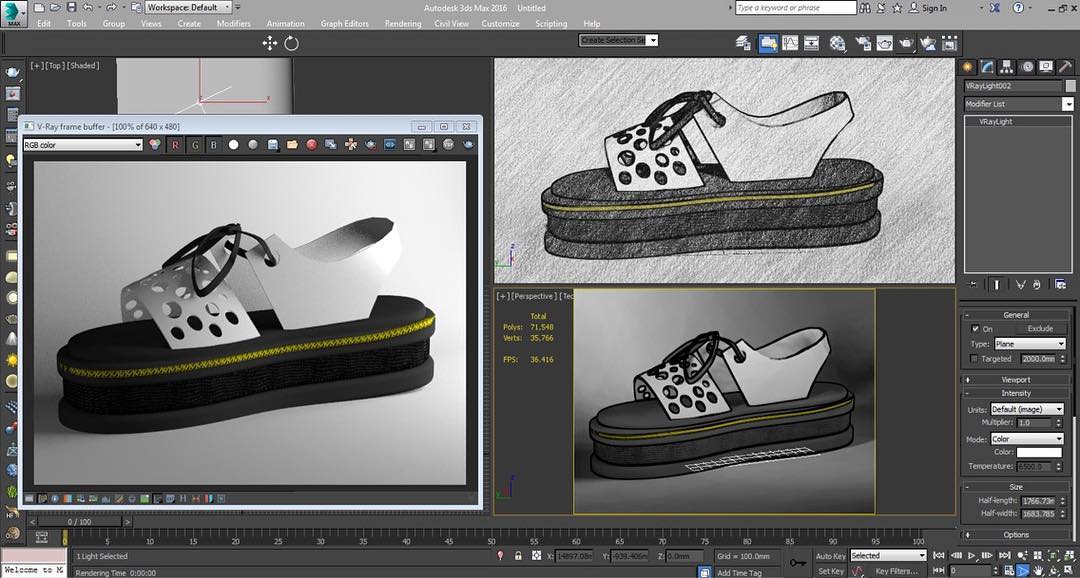 MAX
Workspace: Default
Autodesk 3ds Max 2016 Untitled
Type a keyword or phrase
Sign In
Edit Tools Group Views Create Modifiers Animation Graph Editors Rendering Civil View Customize Scripting Help
Create Selection Se
[+] [Top] [Shaded]
VRayLight002
Modifier List
VRayLight
V-Ray frame buffer - [100% of 640 x 480]
RGB color
R G B
x
z
[+] [Perspective]
Total
Polys: 71,548
Verts: 35,766
FPS: 36.416
z
- General
On Exclude
Type: Plane
Targeted 2000.0mm
+ Viewport
- Intensity
Units: Default (image)
Multiplier: 1.0
Mode: Color
Color:
Temperature: 6500.0
- Size
Half-length: 1766.73m
Half-width: 1683.785
+ Options
< 0 / 100 >
0 5 10 15 20 25 30 35 40 45 50 55 60 65 70 75 80 85 90 95 100
1 Light Selected
X: 14897.08m Y: -939.406m Z: 0.0mm
Grid = 100.0mm
Auto Key Selected
Welcome to M
Rendering Time 0:00:00
Add Time Tag
Set Key Key Filters...
0